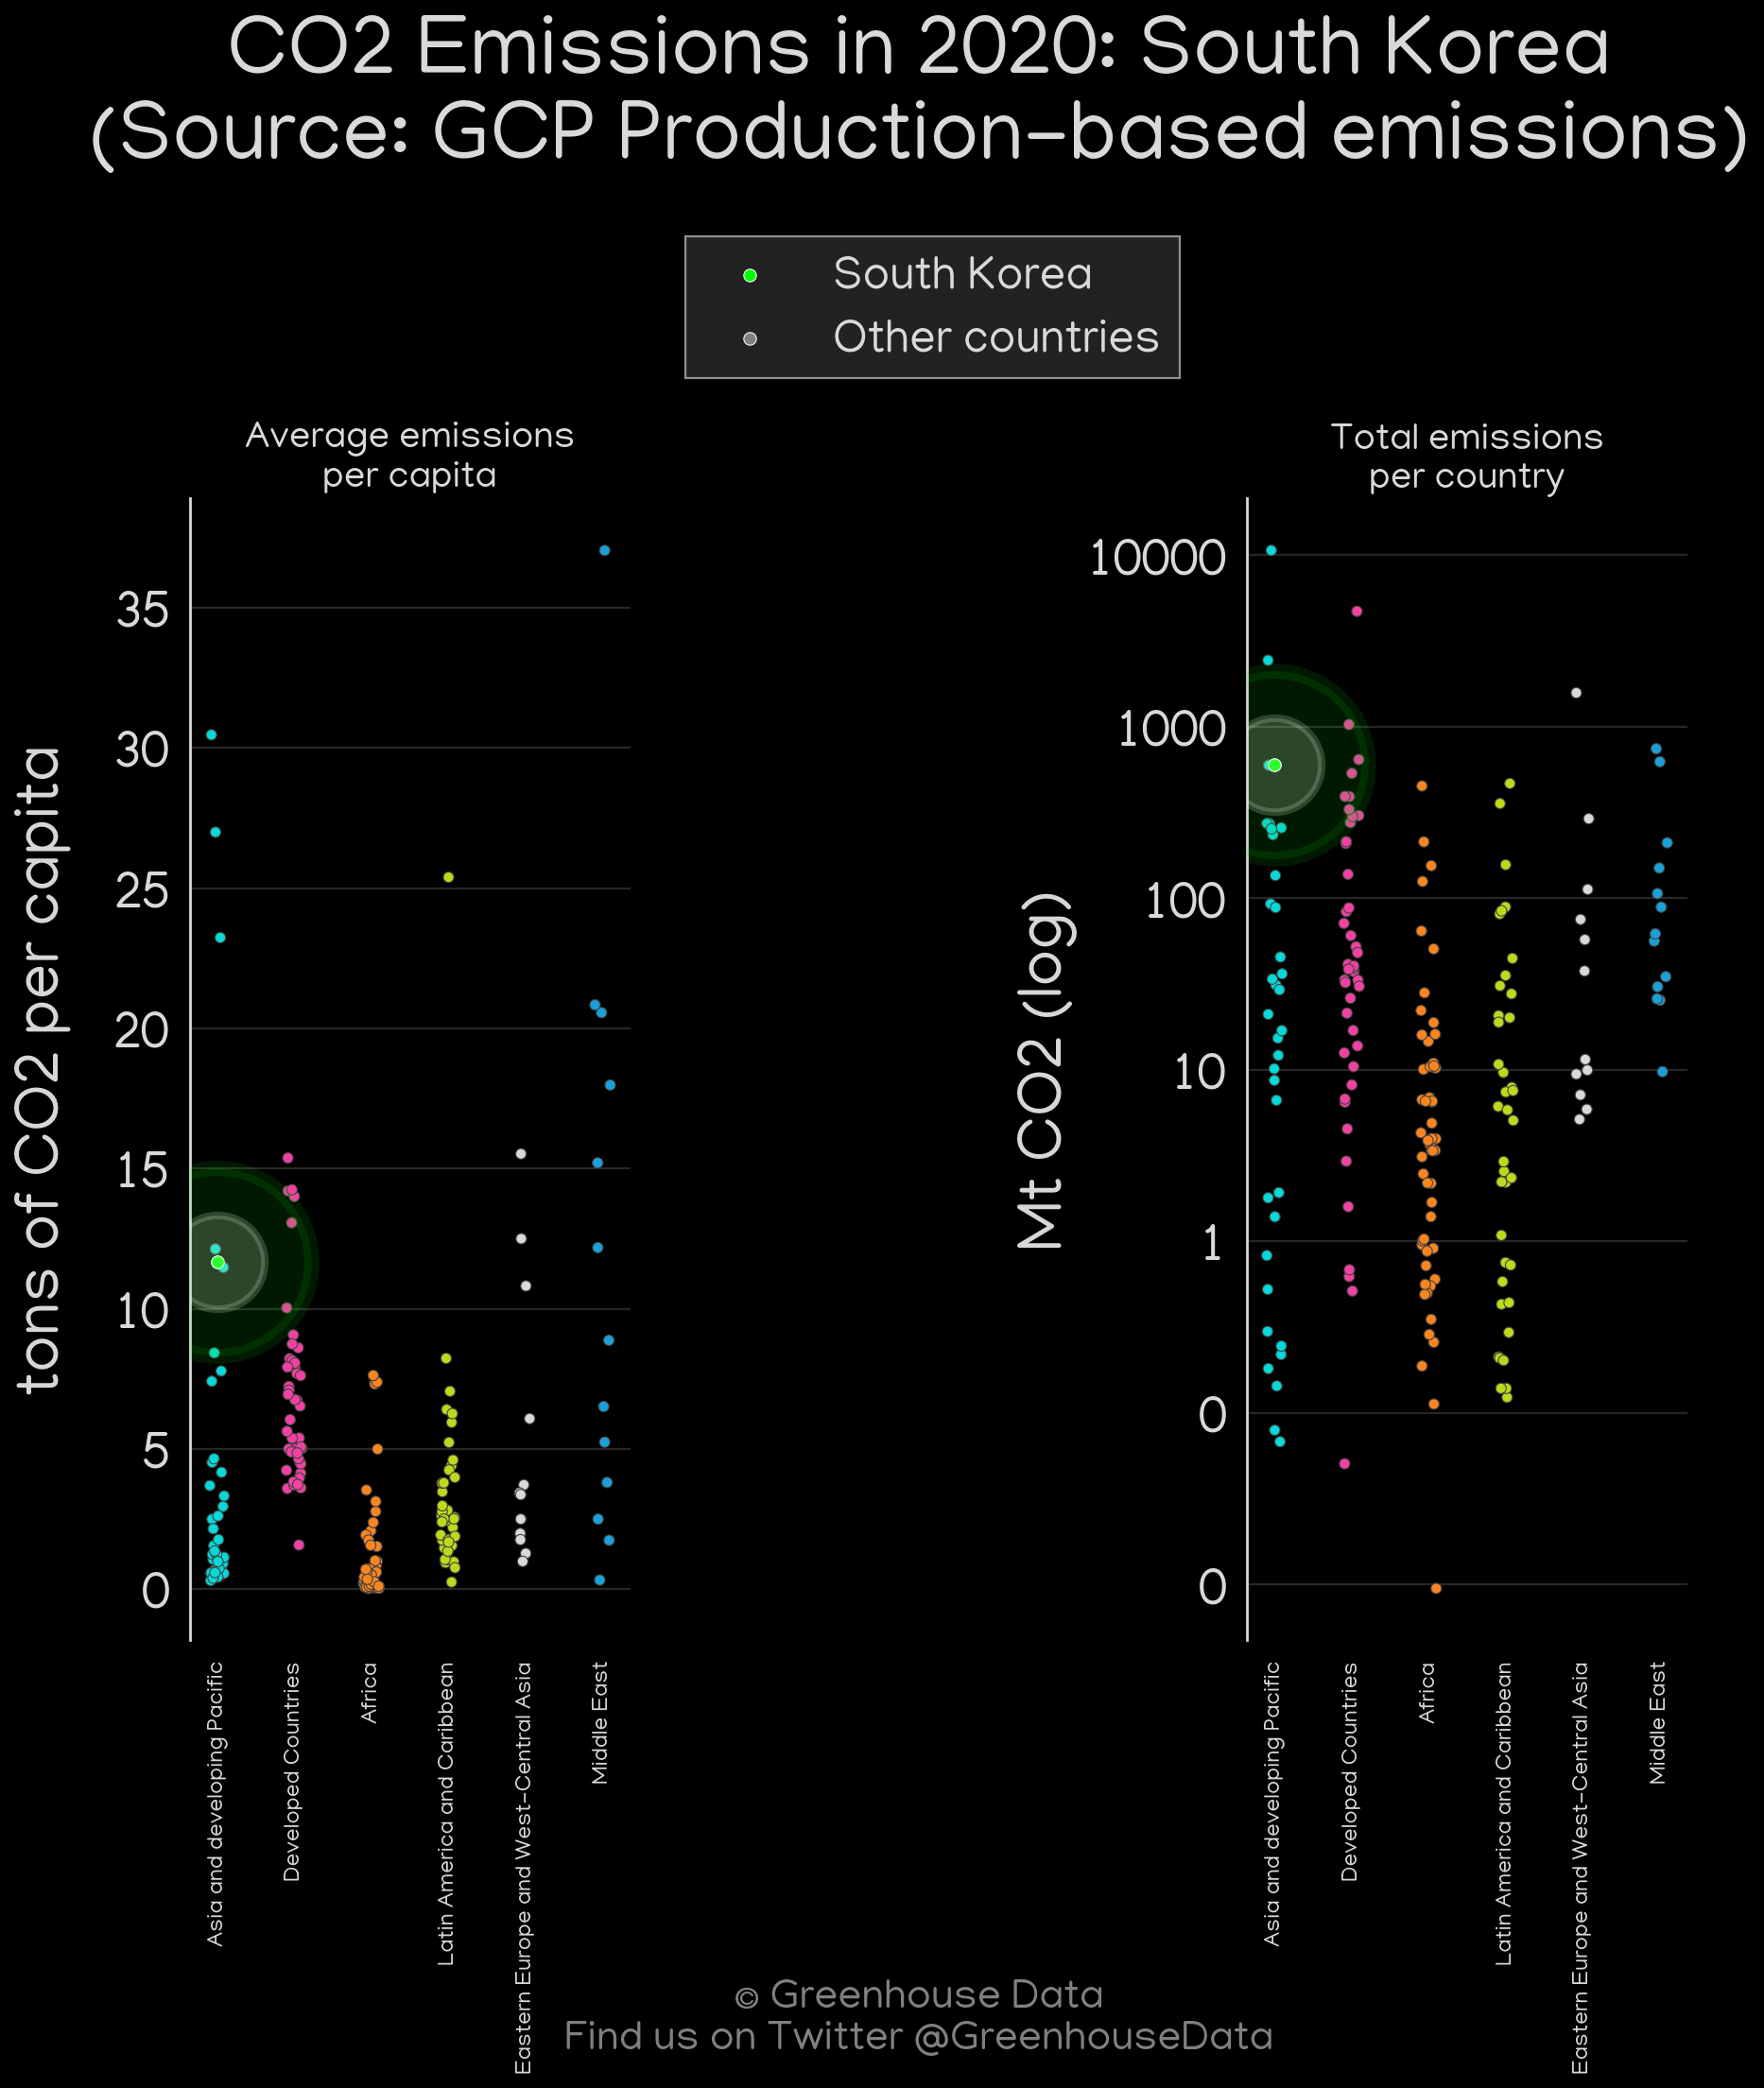 CO2 Emissions in 2020: South Korea
(Source: GCP Production-based emissions)
South Korea
Other countries
Average emissions
per capita
tons of CO2 per capita
35
30
25
20
15
10
5
0
Asia and developing Pacific
Developed Countries
Africa
Latin America and Caribbean
Eastern Europe and West-Central Asia
Middle East
Total emissions
per country
Mt CO2 (log)
10000
1000
100
10
1
0
0
Asia and developing Pacific
Developed Countries
Africa
Latin America and Caribbean
Eastern Europe and West-Central Asia
Middle East
© Greenhouse Data
Find us on Twitter @GreenhouseData